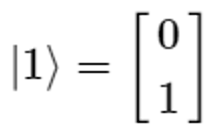 |1⟩ = [0
1]